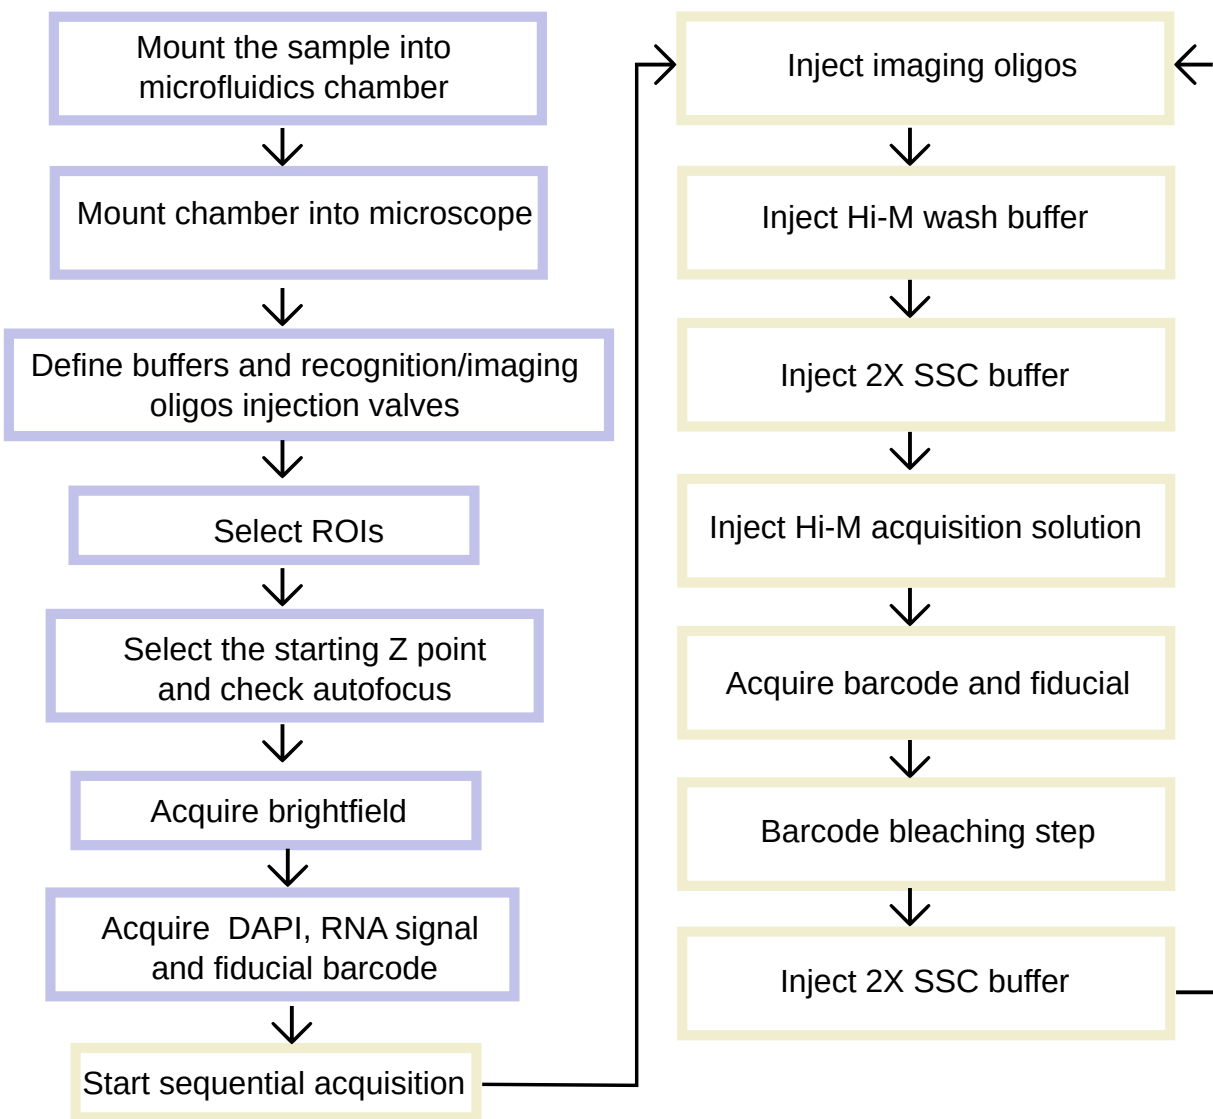 Mount the sample into
microfluidics chamber
Mount chamber into microscope
Define buffers and recognition/imaging
oligos injection valves
Select ROIs
Select the starting Z point
and check autofocus
Acquire brightfield
Acquire  DAPI, RNA signal
and fiducial barcode
Start sequential acquisition
Inject imaging oligos
Inject Hi-M wash buffer
Inject 2X SSC buffer
Inject Hi-M acquisition solution
Acquire barcode and fiducial
Barcode bleaching step
Inject 2X SSC buffer